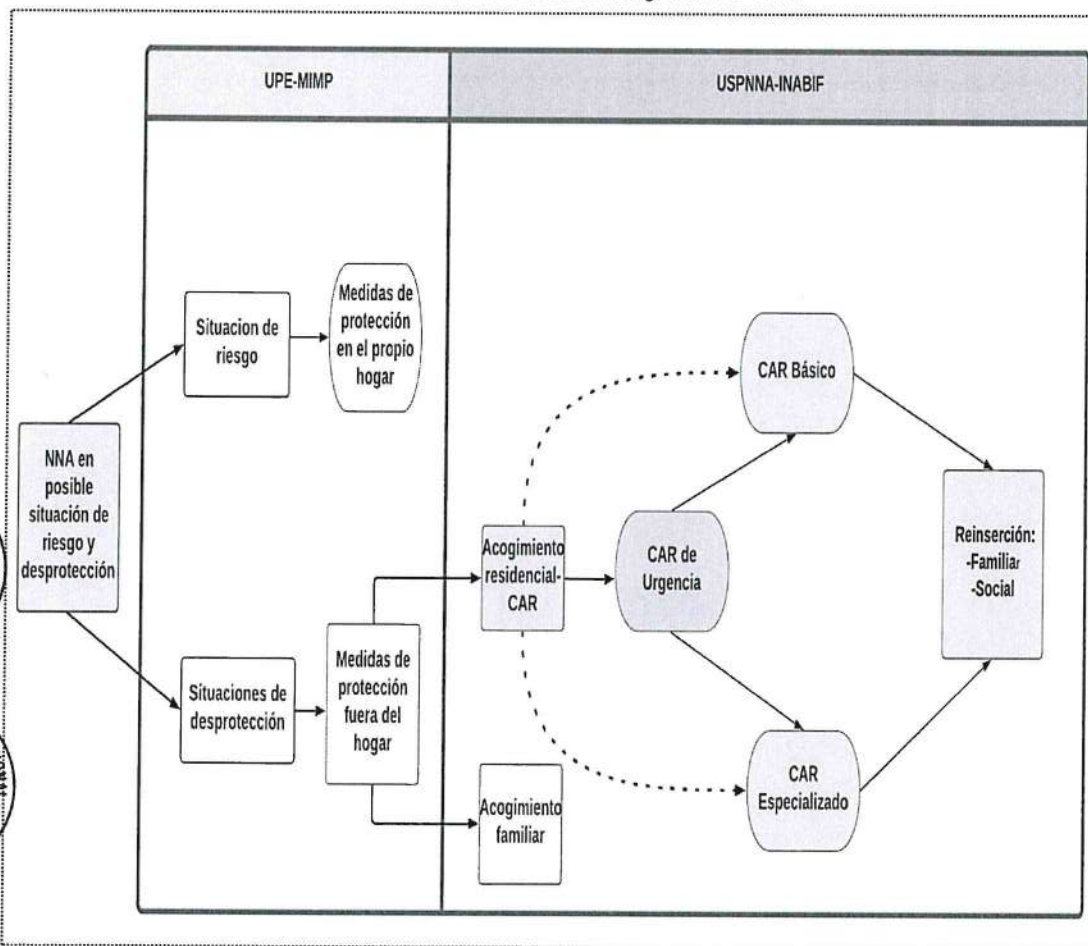 UPE-MIMP
USPNNA-INABIF
NNA en
posible
situación de
riesgo y
desprotección
Situacion de
riesgo
Medidas de
protección
en el propio
hogar
Situaciones de
desprotección
Medidas de
protección
fuera del
hogar
Acogimiento
residencial-
CAR
Acogimiento
familiar
CAR de
Urgencia
CAR Básico
CAR
Especializado
Reinserción:
-Familiar
-Social